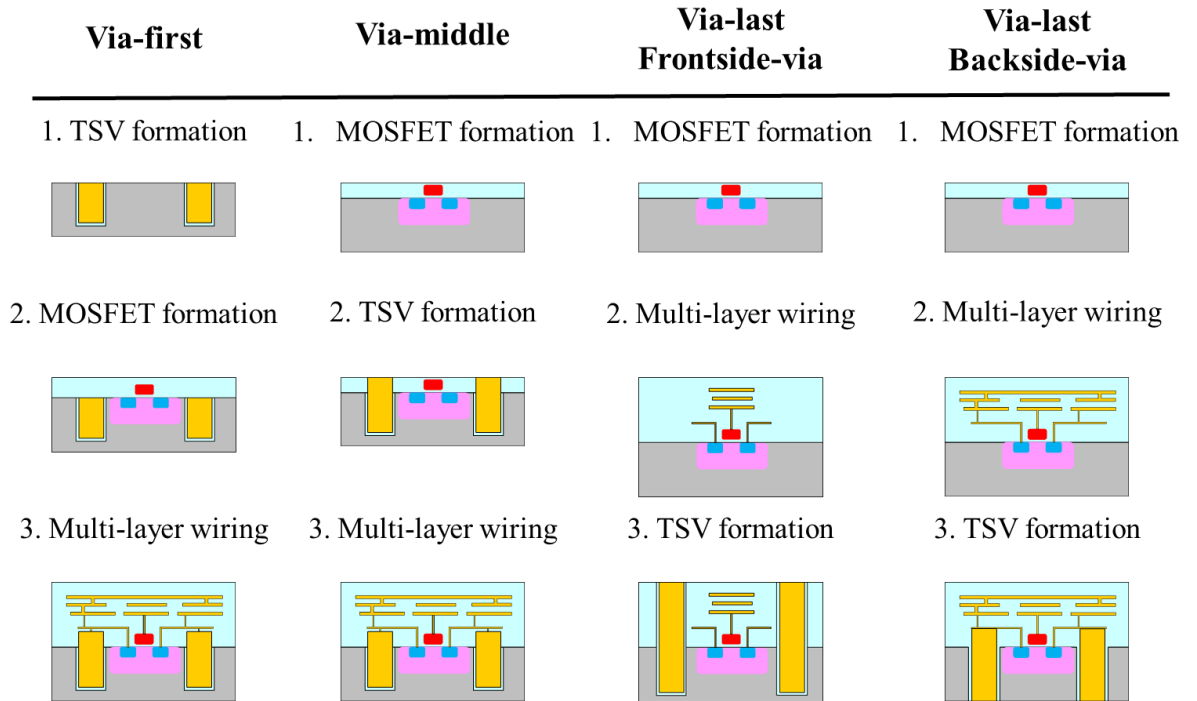 Via-first
Via-middle
Via-last
Frontside-via
Via-last
Backside-via
1. TSV formation
1. MOSFET formation
1. MOSFET formation
1. MOSFET formation
2. MOSFET formation
2. TSV formation
2. Multi-layer wiring
2. Multi-layer wiring
3. Multi-layer wiring
3. Multi-layer wiring
3. TSV formation
3. TSV formation